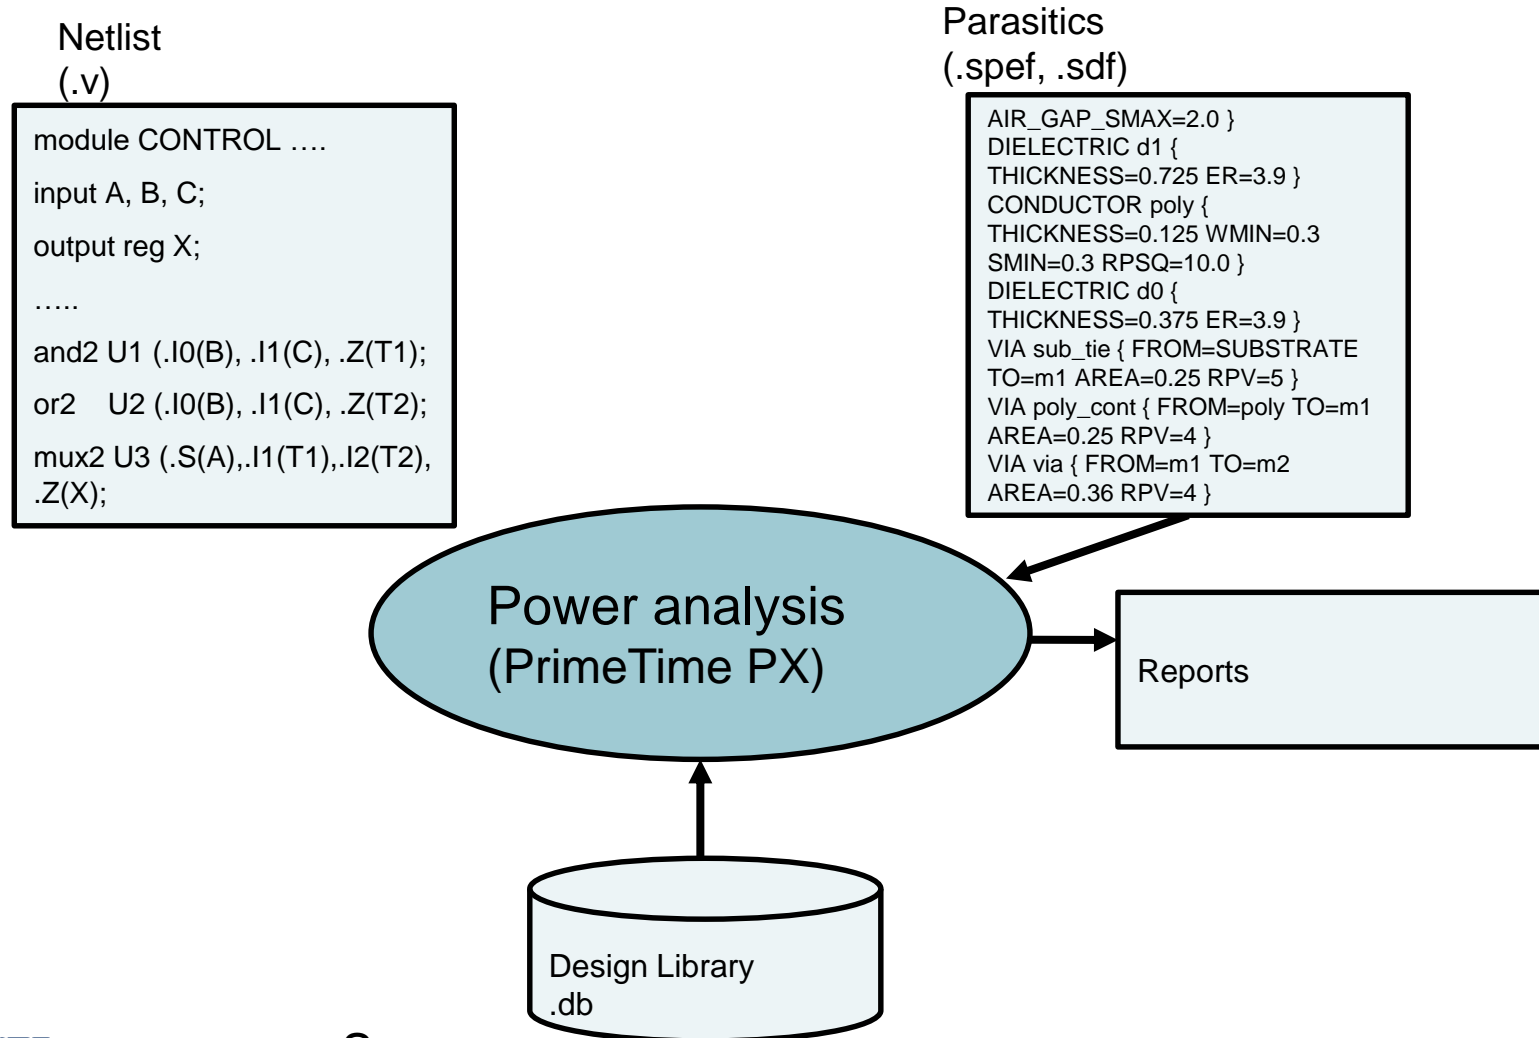 Netlist
(.v)
module CONTROL ….
input A, B, C;
output reg X;
…..
and2 U1 (.I0(B), .I1(C), .Z(T1);
or2 U2 (.I0(B), .I1(C), .Z(T2);
mux2 U3 (.S(A),.I1(T1),.I2(T2),
.Z(X);
Parasitics
(.spef, .sdf)
AIR_GAP_SMAX=2.0 }
DIELECTRIC d1 {
THICKNESS=0.725 ER=3.9 }
CONDUCTOR poly {
THICKNESS=0.125 WMIN=0.3
SMIN=0.3 RPSQ=10.0 }
DIELECTRIC d0 {
THICKNESS=0.375 ER=3.9 }
VIA sub_tie { FROM=SUBSTRATE
TO=m1 AREA=0.25 RPV=5 }
VIA poly_cont { FROM=poly TO=m1
AREA=0.25 RPV=4 }
VIA via { FROM=m1 TO=m2
AREA=0.36 RPV=4 }
Power analysis
(PrimeTime PX)
Reports
Design Library
.db